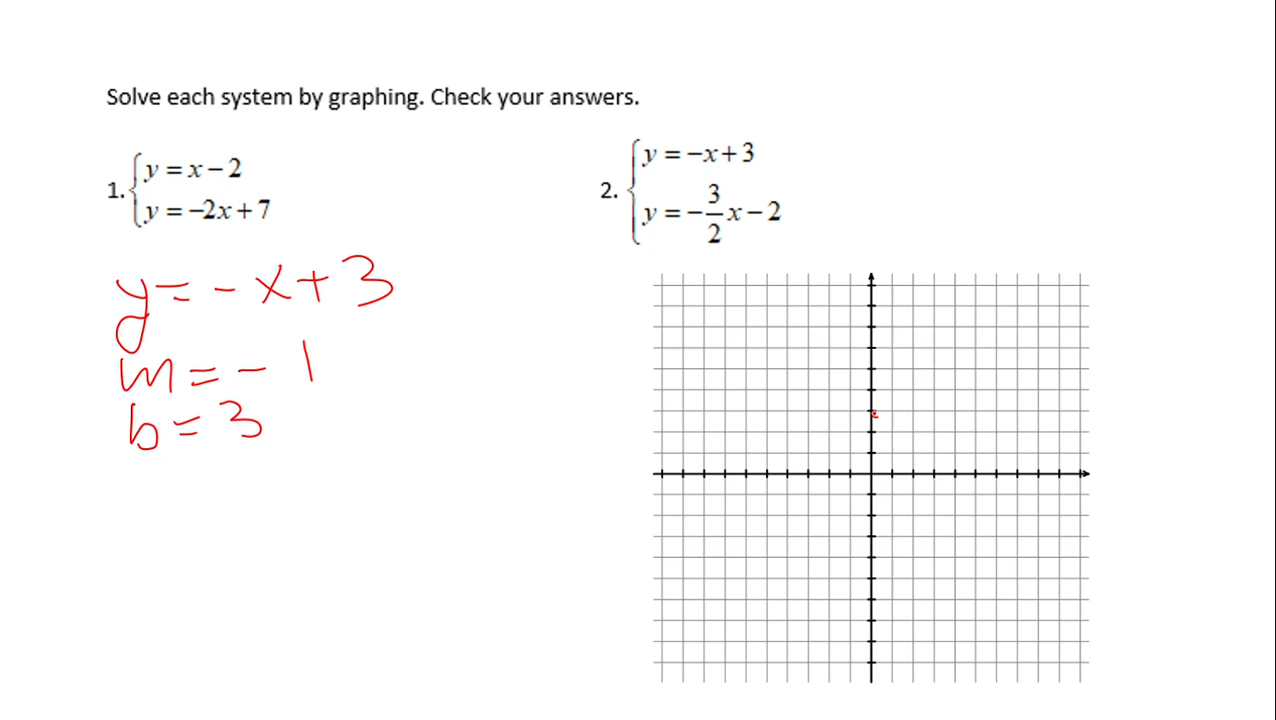 Solve each system by graphing. Check your answers.
1. { y = x − 2
y = −2x + 7
2. { y = −x + 3
y = −3/2 x − 2
y = - x + 3
m = - 1
b = 3